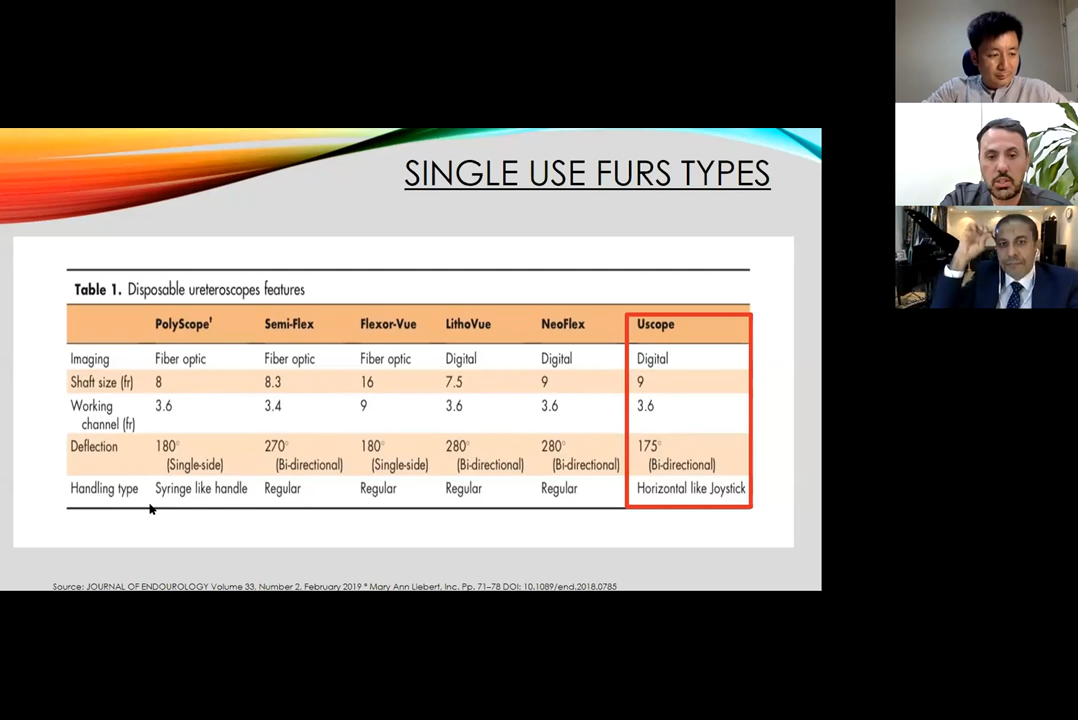 SINGLE USE FURS TYPES
Table 1. Disposable ureteroscopes features
PolyScope† Semi-Flex Flexor-Vue LithoVue NeoFlex Uscope
Imaging Fiber optic Fiber optic Fiber optic Digital Digital Digital
Shaft size (fr) 8 8.3 16 7.5 9 9
Working 3.6 3.4 9 3.6 3.6 3.6
channel (fr)
Deflection 180° 270° 180° 280° 280° 175°
(Single-side) (Bi-directional) (Single-side) (Bi-directional) (Bi-directional) (Bi-directional)
Handling type Syringe like handle Regular Regular Regular Regular Horizontal like Joystick
Source: JOURNAL OF ENDOUROLOGY Volume 33, Number 2, February 2019 * Mary Ann Liebert, Inc. Pp. 71–78 DOI: 10.1089/end.2018.0785